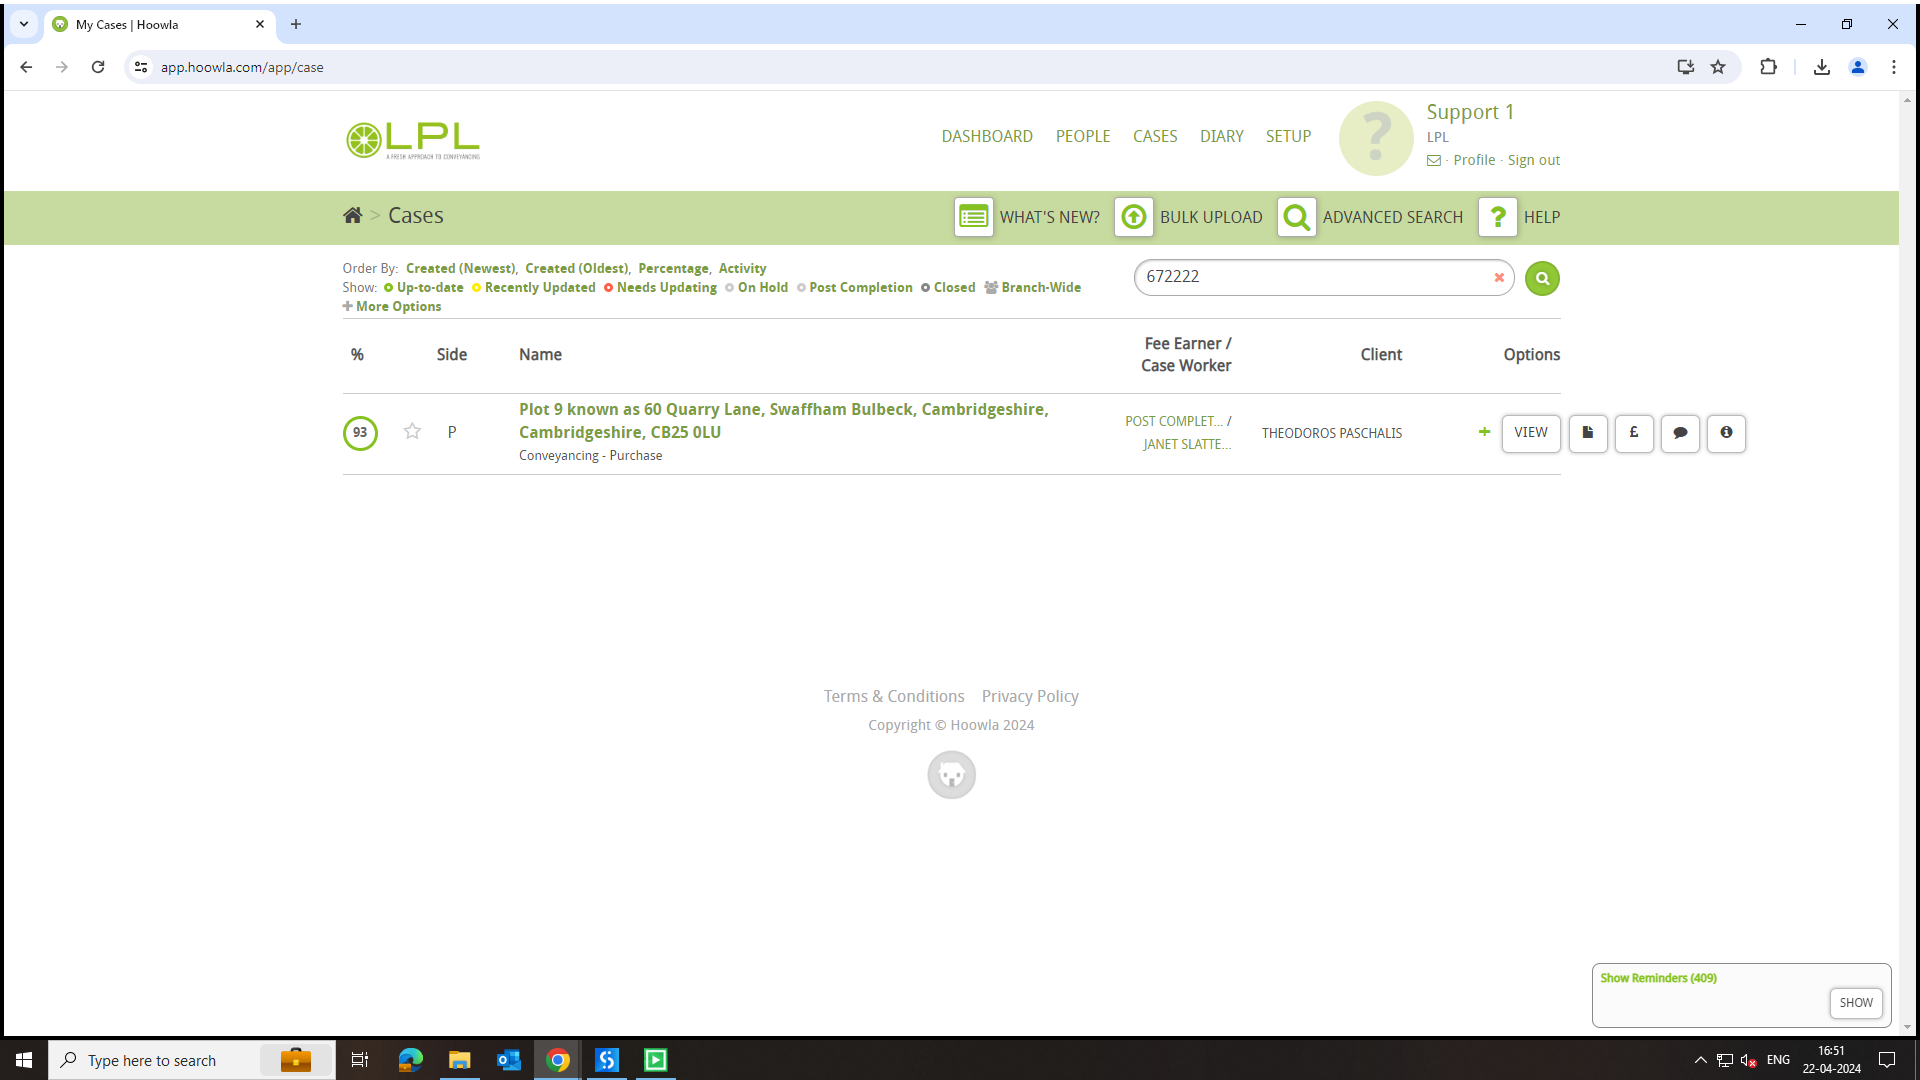 My Cases | Hoowla
app.hoowla.com/app/case
LPL
A FRESH APPROACH TO CONVEYANCING
DASHBOARD PEOPLE CASES DIARY SETUP
?
Support 1
LPL
· Profile · Sign out
> Cases
WHAT'S NEW? BULK UPLOAD ADVANCED SEARCH ? HELP
Order By: Created (Newest), Created (Oldest), Percentage, Activity
Show: Up-to-date Recently Updated Needs Updating On Hold Post Completion Closed Branch-Wide
+ More Options
672222
% Side Name Fee Earner / Case Worker Client Options
93 P
Plot 9 known as 60 Quarry Lane, Swaffham Bulbeck, Cambridgeshire,
Cambridgeshire, CB25 0LU
Conveyancing - Purchase
POST COMPLET... /
JANET SLATTE...
THEODOROS PASCHALIS
+ VIEW £
Terms & Conditions Privacy Policy
Copyright © Hoowla 2024
Show Reminders (409)
SHOW
Type here to search
ENG
16:51
22-04-2024